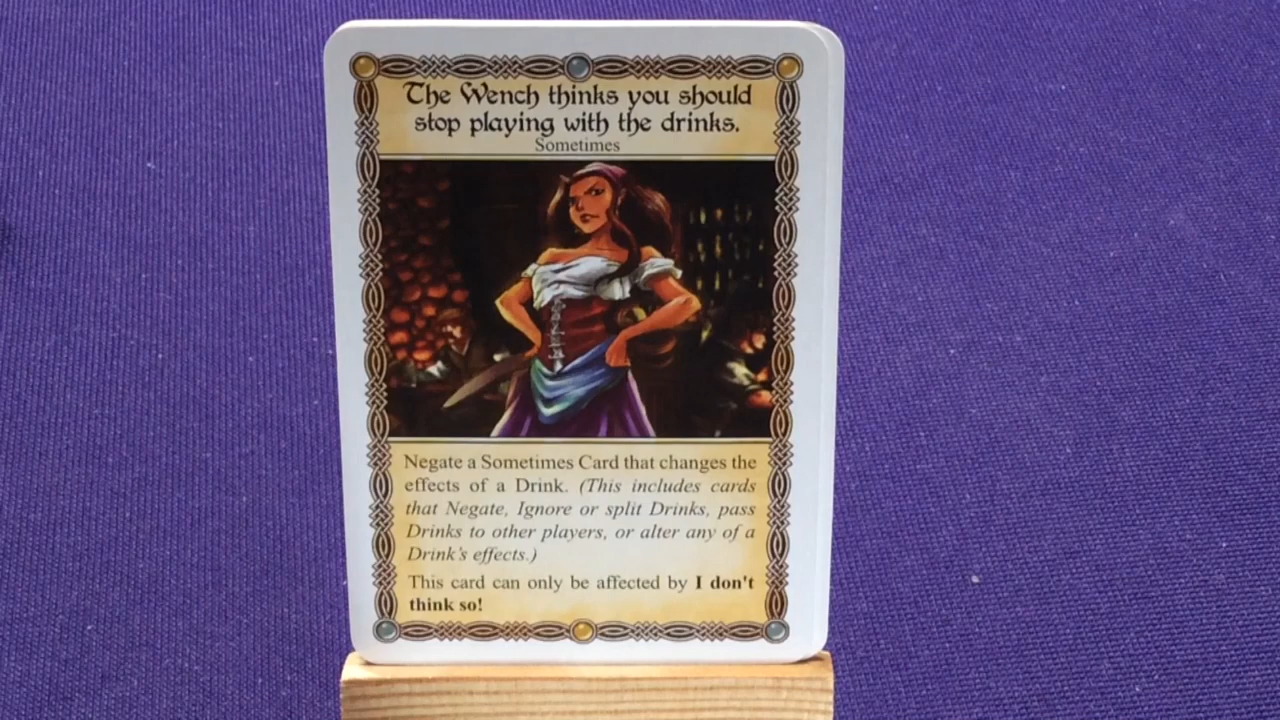 The Wench thinks you should
stop playing with the drinks.
Sometimes
Negate a Sometimes Card that changes the
effects of a Drink. (This includes cards
that Negate, Ignore or split Drinks, pass
Drinks to other players, or alter any of a
Drink's effects.)
This card can only be affected by I don't
think so!